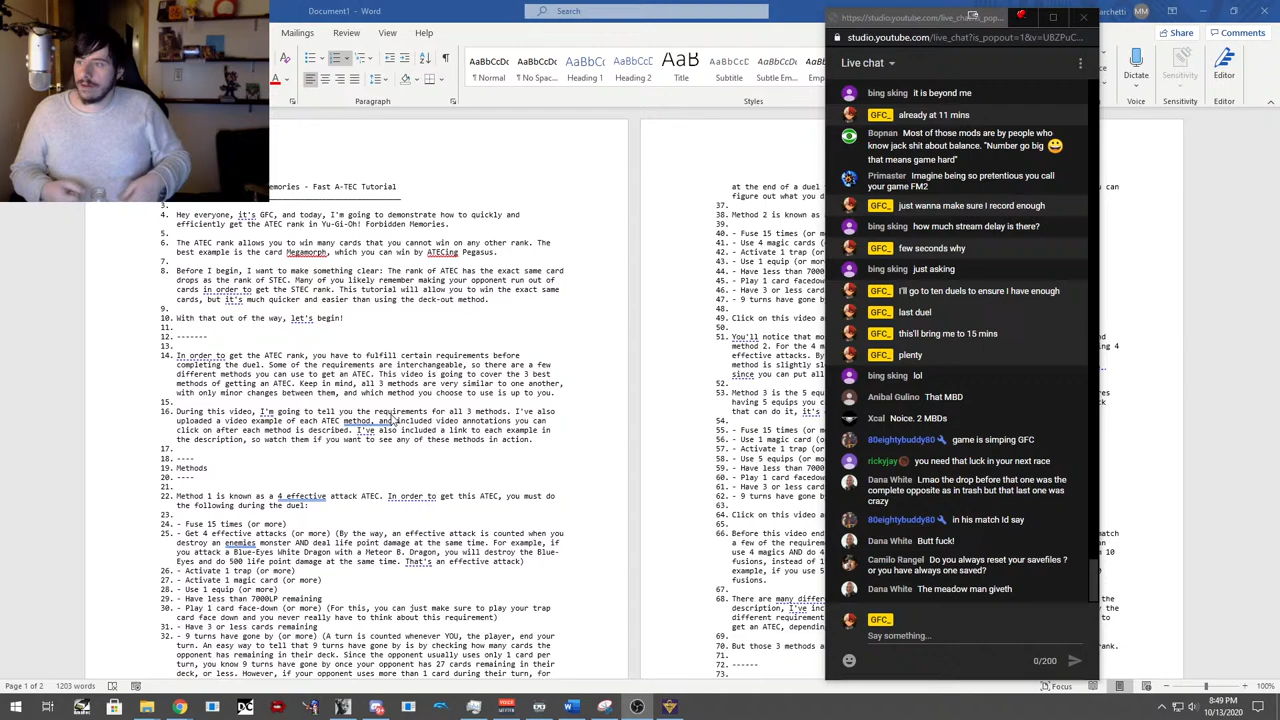 Document1 - Word
Search
archetti
MM
Mailings
Review
View
Help
Share
Comments
AaBbCcDc
¶ Normal
AaBbCcDc
¶ No Spac...
AaBbCc
Heading 1
AaBbCcD
Heading 2
AaB
Title
AaBbCcD
Subtitle
AaBbCcDc
Subtle Em...
Paragraph
Styles
Dictate
Sensitivity
Editor
Voice
Sensitivity
Editor
emories - Fast A-TEC Tutorial
3.
4. Hey everyone, it's GFC, and today, I'm going to demonstrate how to quickly and
efficiently get the ATEC rank in Yu-Gi-Oh! Forbidden Memories.
5.
6. The ATEC rank allows you to win many cards that you cannot win on any other rank. The
best example is the card Megamorph, which you can win by ATECing Pegasus.
7.
8. Before I begin, I want to make something clear: The rank of ATEC has the exact same card
drops as the rank of STEC. Many of you likely remember making your opponent run out of
cards in order to get the STEC rank. This tutorial will allow you to win the exact same
cards, but it's much quicker and easier than using the deck-out method.
9.
10. With that out of the way, let's begin!
11.
12. -------
13.
14. In order to get the ATEC rank, you have to fulfill certain requirements before
completing the duel. Some of the requirements are interchangeable, so there are a few
different methods you can use to get an ATEC. This video is going to cover the 3 best
methods of getting an ATEC. Keep in mind, all 3 methods are very similar to one another,
with only minor changes between them, and which method you choose to use is up to you.
15.
16. During this video, I'm going to tell you the requirements for all 3 methods. I've also
uploaded a video example of each ATEC method, and included video annotations you can
click on after each method is described. I've also included a link to each example in
the description, so watch them if you want to see any of these methods in action.
17.
18. ----
19. Methods
20. ----
21.
22. Method 1 is known as a 4 effective attack ATEC. In order to get this ATEC, you must do
the following during the duel:
23.
24. - Fuse 15 times (or more)
25. - Get 4 effective attacks (or more) (By the way, an effective attack is counted when you
destroy an enemies monster AND deal life point damage at the same time. For example, if
you attack a Blue-Eyes White Dragon with a Meteor B. Dragon, you will destroy the Blue-
Eyes and do 500 life point damage at the same time. That's an effective attack)
26. - Activate 1 trap (or more)
27. - Activate 1 magic card (or more)
28. - Use 1 equip (or more)
29. - Have less than 7000LP remaining
30. - Play 1 card face-down (or more) (For this, you can just make sure to play your trap
card face down and you never really have to think about this requirement)
31. - Have 3 or less cards remaining
32. - 9 turns have gone by (or more) (A turn is counted whenever YOU, the player, end your
turn. An easy way to tell that 9 turns have gone by is by checking how many cards the
opponent has remaining in their deck. Since the opponent usually uses only 1 card per
turn, you know 9 turns have gone by once your opponent has 27 cards remaining in their
deck, or less. However, if your opponent uses more than 1 card during their turn, for
at the end of a duel
figure out what you d
37.
38. Method 2 is known as
39.
40. - Fuse 15 times (or m
41. - Use 4 magic cards (
42. - Activate 1 trap (or
43. - Use 1 equip (or mor
44. - Have less than 7000
45. - Play 1 card facedow
46. - Have 3 or less card
47. - 9 turns have gone b
48.
49. Click on this video a
50.
51. You'll notice that mo
method 2. For the 4 m
effective attacks. By
method is slightly sl
since you can put all
52.
53. Method 3 is the 5 equ
having 5 equips you c
that can do it, it's
54.
55. - Fuse 15 times (or m
56. - Use 1 magic card (o
57. - Activate 1 trap (or
58. - Use 5 equips (or mo
59. - Have less than 7000
60. - Play 1 card facedow
61. - Have 3 or less card
62. - 9 turns have gone b
63.
64. Click on this video a
65.
66. Before this video end
a few of the requirem
use 4 magics AND do 4
fusions, instead of 1
example, if you use 5
fusions.
67.
68. There are many differ
description, I've inc
different requirement
get an ATEC, dependin
69.
70. But those 3 methods a
71.
72. ------
73.
https://studio.youtube.com/live_chat?is_pop...
studio.youtube.com/live_chat?is_popout=1&v=UBZPuC...
Live chat
bing sking it is beyond me
GFC_ already at 11 mins
Bopnan Most of those mods are by people who
know jack shit about balance. "Number go big 😀
that means game hard"
Primaster Imagine being so pretentious you call
your game FM2
GFC_ just wanna make sure I record enough
bing sking how much stream delay is there?
GFC_ few seconds why
bing sking just asking
GFC_ I'll go to ten duels to ensure I have enough
GFC_ last duel
GFC_ this'll bring me to 15 mins
GFC_ plenty
bing sking lol
Anibal Gulino That MBD
Xcal Noice. 2 MBDs
80eightybuddy80 game is simping GFC
rickyjay you need that luck in your next race
Dana White Lmao the drop before that one was the
complete opposite as in trash but that last one was
crazy
80eightybuddy80 in his match Id say
Dana White Butt fuck!
Camilo Rangel Do you always reset your savefiles ?
or you have always one saved?
Dana White The meadow man giveth
GFC_
Say something...
0/200
Page 1 of 2
1203 words
Focus
100%
8:49 PM
10/13/2020